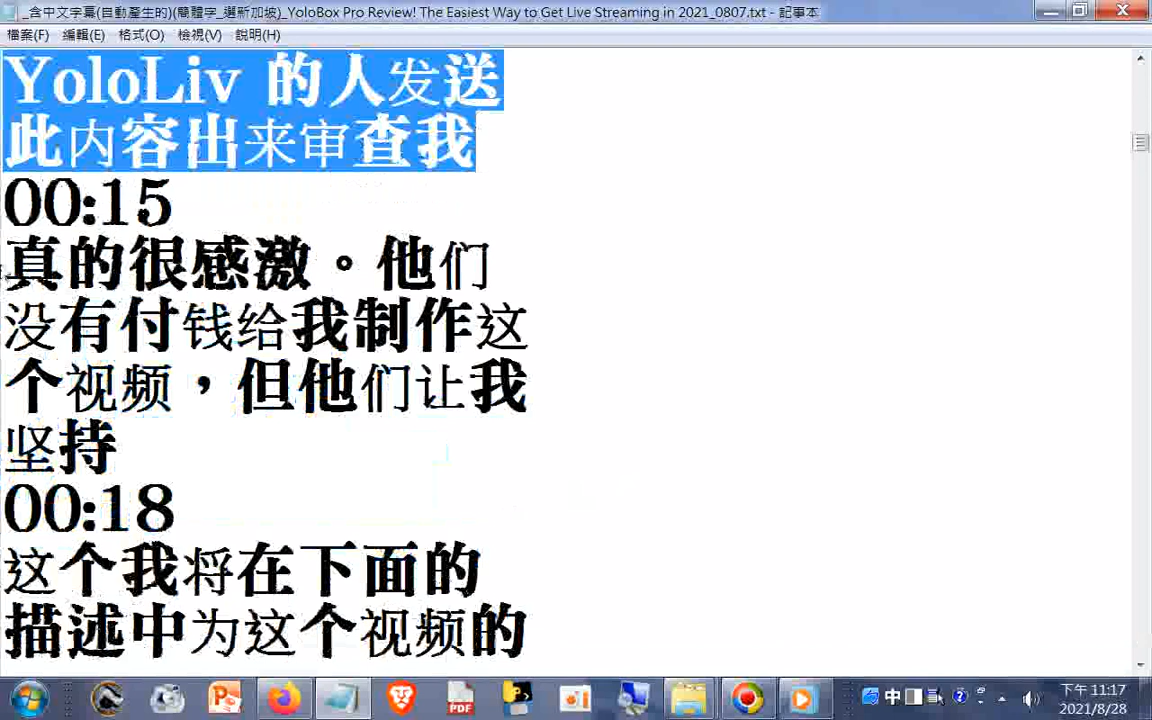 _含中文字幕(自動產生的)(簡體字_選新加坡)_YoloBox Pro Review! The Easiest Way to Get Live Streaming in 2021_0807.txt - 記事本
檔案(F) 編輯(E) 格式(O) 檢視(V) 說明(H)
YoloLiv 的人发送
此内容出来审查我
00:15
真的很感激。他们
没有付钱给我制作这
个视频，但他们让我
坚持
00:18
这个我将在下面的
描述中为这个视频的
PDF
中
下午 11:17
2021/8/28